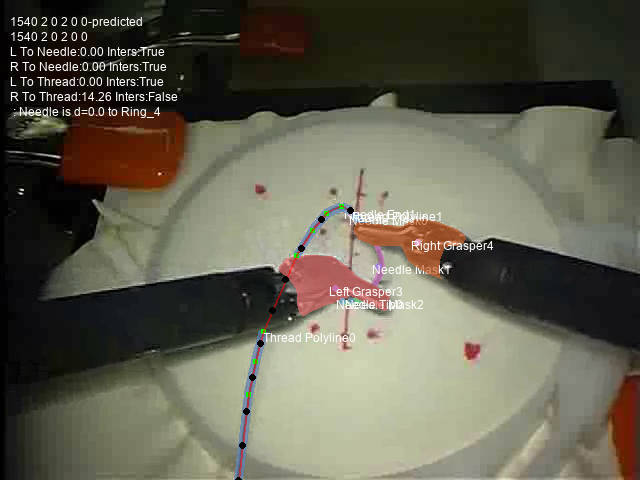 1540 2 0 2 0 0-predicted
1540 2 0 2 0 0
L To Needle:0.00 Inters:True
R To Needle:0.00 Inters:True
L To Thread:0.00 Inters:True
R To Thread:14.26 Inters:False
: Needle is d=0.0 to Ring_4
Right Grasper4
Needle Mask1
Left Grasper3
Thread Polyline0